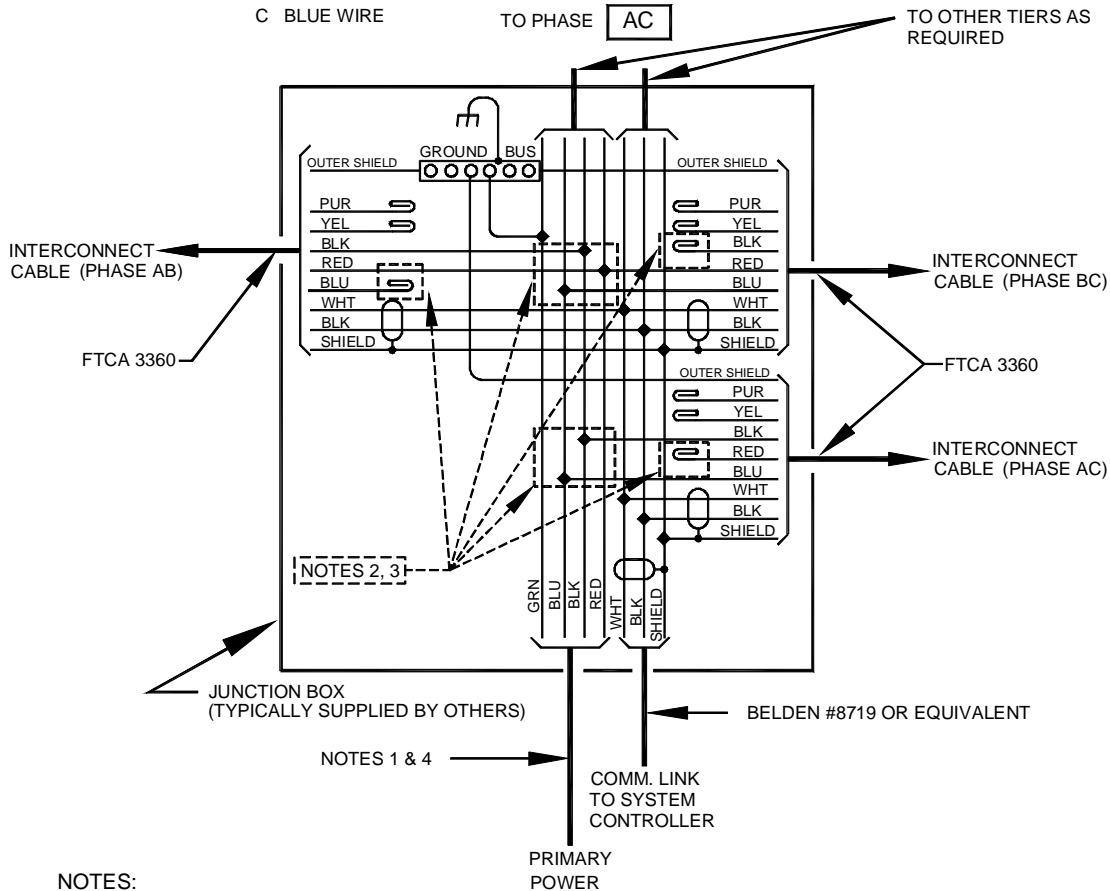 C BLUE WIRE
TO PHASE AC
TO OTHER TIERS AS
REQUIRED
GROUND BUS
OUTER SHIELD
OUTER SHIELD
PUR
YEL
BLK
RED
BLU
WHT
BLK
SHIELD
PUR
YEL
BLK
RED
BLU
WHT
BLK
SHIELD
INTERCONNECT
CABLE (PHASE AB)
INTERCONNECT
CABLE (PHASE BC)
FTCA 3360
FTCA 3360
OUTER SHIELD
PUR
YEL
BLK
RED
BLU
WHT
BLK
SHIELD
INTERCONNECT
CABLE (PHASE AC)
NOTES 2, 3
GRN
BLU
BLK
RED
WHT
BLK
SHIELD
JUNCTION BOX
(TYPICALLY SUPPLIED BY OTHERS)
BELDEN #8719 OR EQUIVALENT
NOTES 1 & 4
COMM. LINK
TO SYSTEM
CONTROLLER
PRIMARY
POWER
NOTES: